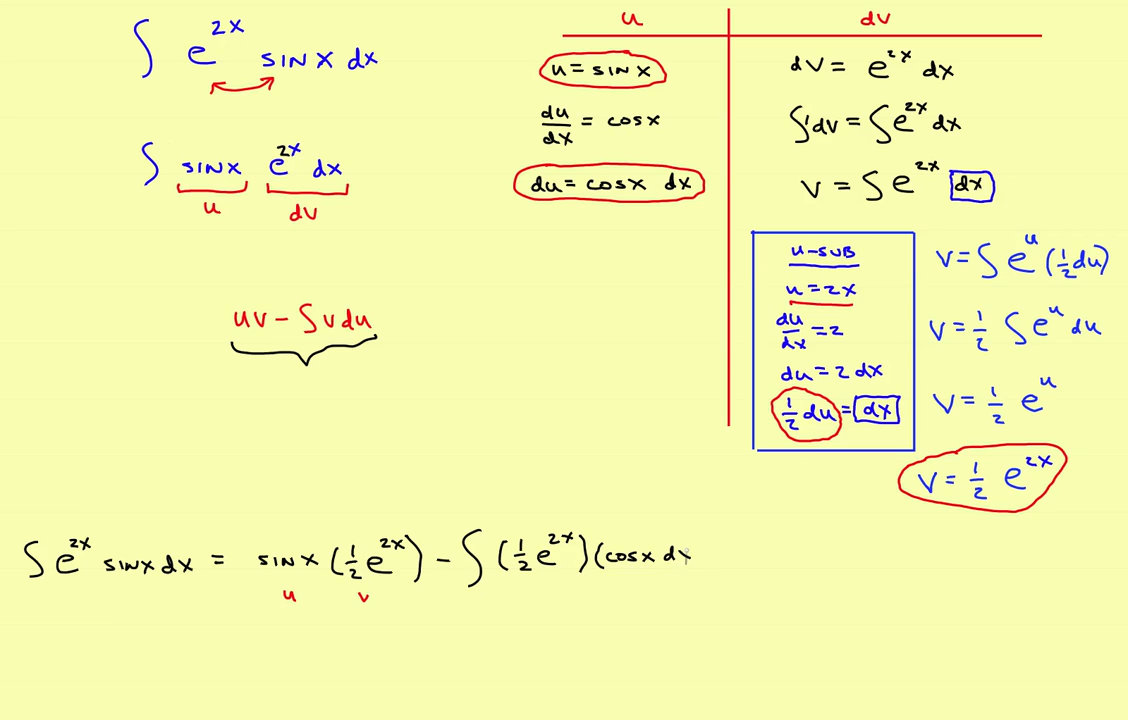 ∫ e^{2x} sin x dx
∫ sin x e^{2x} dx
u dv
uv - ∫ v du
u dv
u = sin x
du/dx = cos x
du = cos x dx
dv = e^{2x} dx
∫ dv = ∫ e^{2x} dx
v = ∫ e^{2x} dx
u-sub
u = 2x
du/dx = 2
du = 2 dx
1/2 du = dx
v = ∫ e^u (1/2 du)
v = 1/2 ∫ e^u du
v = 1/2 e^u
v = 1/2 e^{2x}
∫ e^{2x} sin x dx = sin x (1/2 e^{2x}) - ∫ (1/2 e^{2x}) (cos x dx
u v